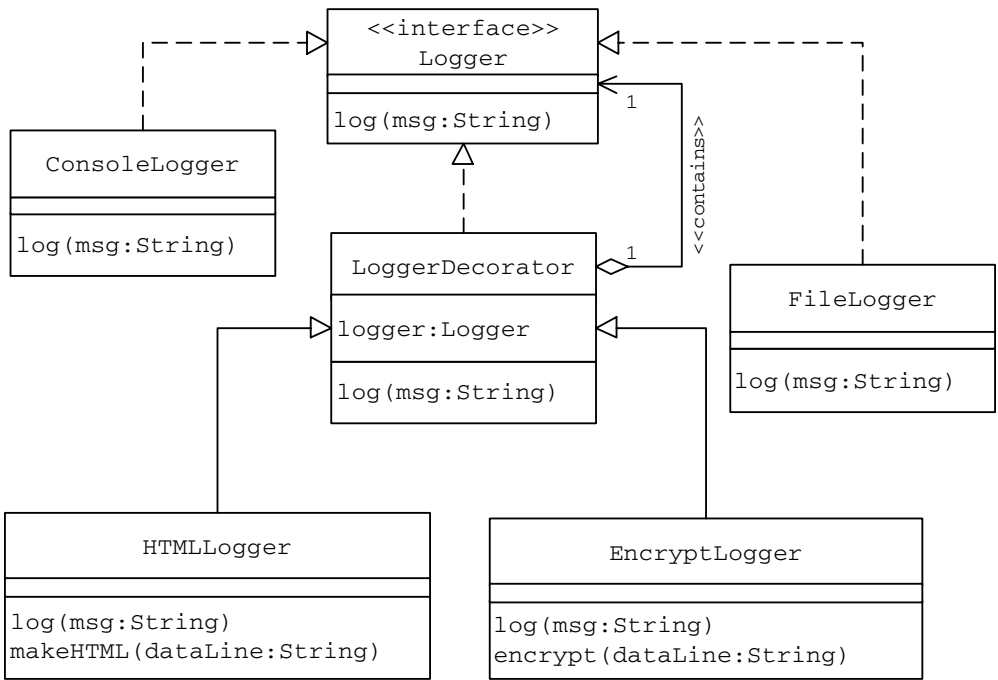 <<interface>>
Logger
log(msg:String)
1
<<contains>>
ConsoleLogger
log(msg:String)
LoggerDecorator
1
logger:Logger
log(msg:String)
FileLogger
log(msg:String)
HTMLLogger
log(msg:String)
makeHTML(dataLine:String)
EncryptLogger
log(msg:String)
encrypt(dataLine:String)